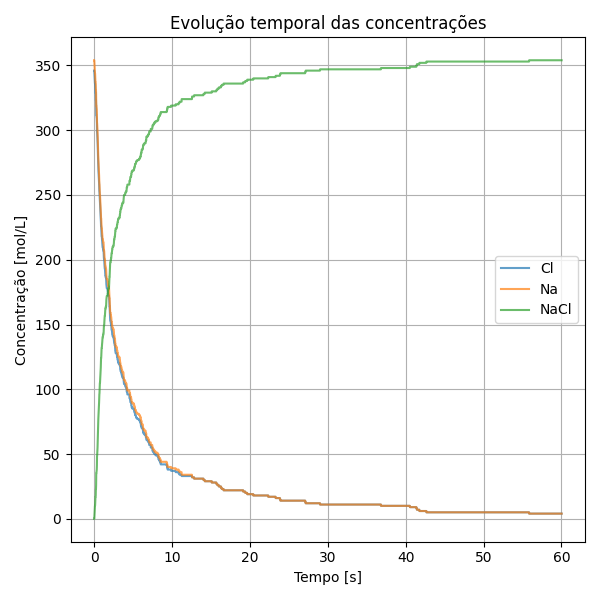 Evolução temporal das concentrações
Concentração [mol/L]
350
300
250
200
150
100
50
0
Cl
Na
NaCl
0 10 20 30 40 50 60
Tempo [s]